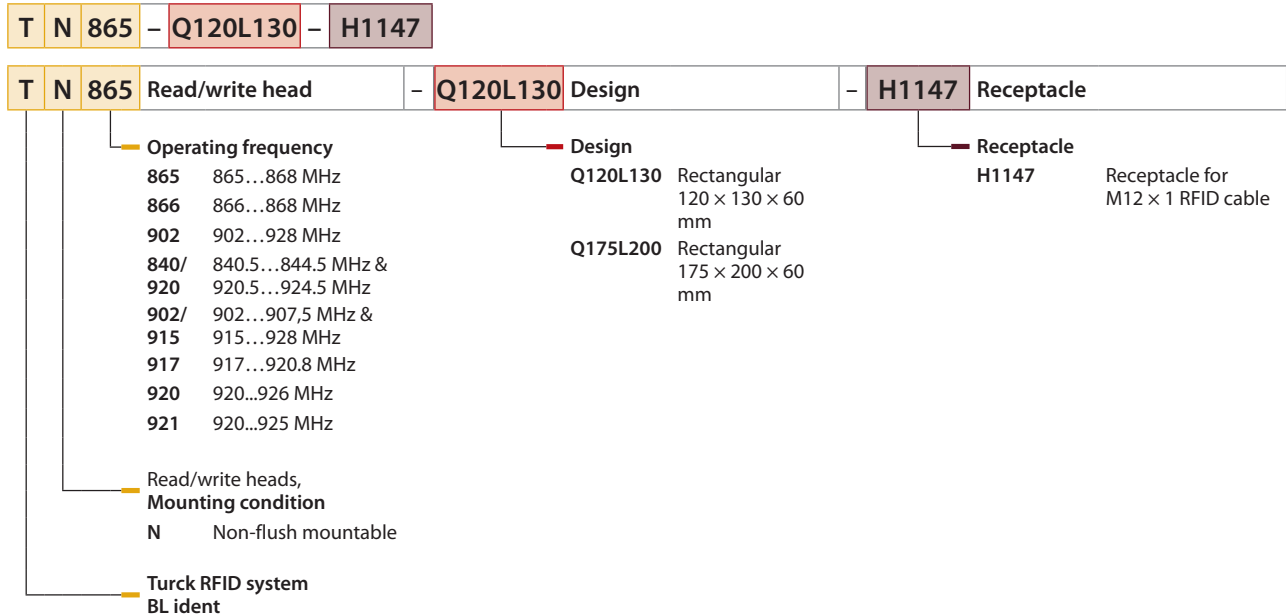 T N 865 – Q120L130 – H1147
T N 865 Read/write head – Q120L130 Design – H1147 Receptacle
Operating frequency
865 865…868 MHz
866 866…868 MHz
902 902…928 MHz
840/ 840.5…844.5 MHz &
920 920.5…924.5 MHz
902/ 902…907,5 MHz &
915 915…928 MHz
917 917…920.8 MHz
920 920...926 MHz
921 920...925 MHz
Read/write heads,
Mounting condition
N Non-flush mountable
Turck RFID system
BL ident
Design
Q120L130 Rectangular
120 × 130 × 60
mm
Q175L200 Rectangular
175 × 200 × 60
mm
Receptacle
H1147 Receptacle for
M12 × 1 RFID cable